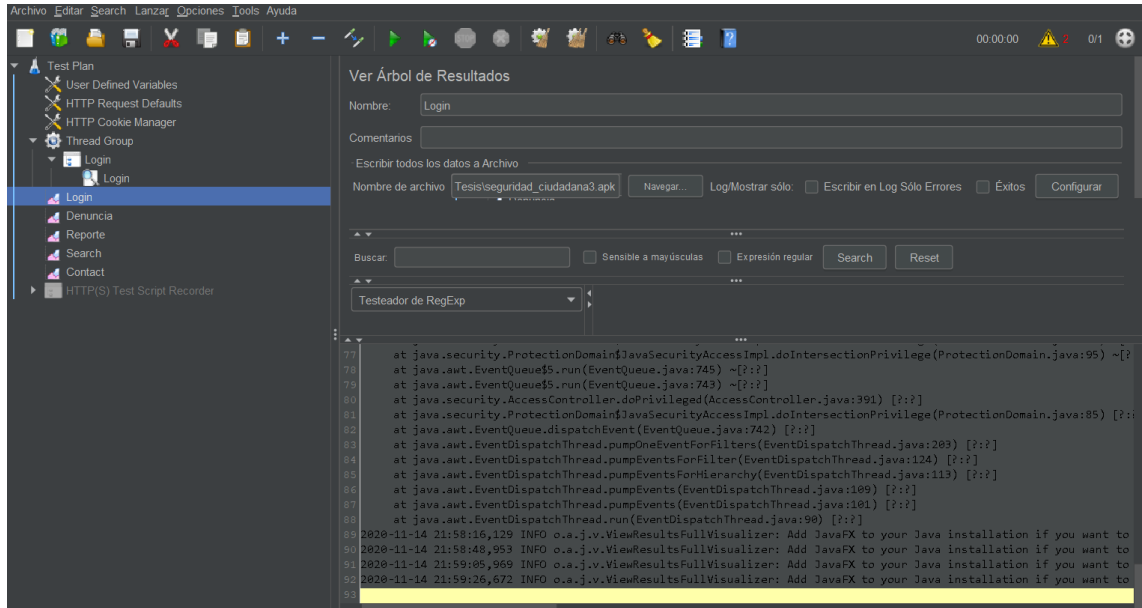 Archivo Editar Search Lanzar Opciones Tools Ayuda
00:00:00 2 0/1
Test Plan
User Defined Variables
HTTP Request Defaults
HTTP Cookie Manager
Thread Group
Login
Login
Login
Denuncia
Reporte
Search
Contact
HTTP(S) Test Script Recorder
Ver Árbol de Resultados
Nombre: Login
Comentarios
Escribir todos los datos a Archivo
Nombre de archivo Tesis\seguridad_ciudadana3.apk Navegar... Log/Mostrar sólo: Escribir en Log Sólo Errores Éxitos Configurar
Buscar: Sensible a mayúsculas Expresión regular Search Reset
Testeador de RegExp
77 at java.security.ProtectionDomain$JavaSecurityAccessImpl.doIntersectionPrivilege(ProtectionDomain.java:95) ~[?
78 at java.awt.EventQueue$5.run(EventQueue.java:745) ~[?:?]
79 at java.awt.EventQueue$5.run(EventQueue.java:743) ~[?:?]
80 at java.security.AccessController.doPrivileged(AccessController.java:391) [?:?]
81 at java.security.ProtectionDomain$JavaSecurityAccessImpl.doIntersectionPrivilege(ProtectionDomain.java:85) [?:
82 at java.awt.EventQueue.dispatchEvent(EventQueue.java:742) [?:?]
83 at java.awt.EventDispatchThread.pumpOneEventForFilters(EventDispatchThread.java:203) [?:?]
84 at java.awt.EventDispatchThread.pumpEventsForFilter(EventDispatchThread.java:124) [?:?]
85 at java.awt.EventDispatchThread.pumpEventsForHierarchy(EventDispatchThread.java:113) [?:?]
86 at java.awt.EventDispatchThread.pumpEvents(EventDispatchThread.java:109) [?:?]
87 at java.awt.EventDispatchThread.pumpEvents(EventDispatchThread.java:101) [?:?]
88 at java.awt.EventDispatchThread.run(EventDispatchThread.java:90) [?:?]
89 2020-11-14 21:58:16,129 INFO o.a.j.v.ViewResultsFullVisualizer: Add JavaFX to your Java installation if you want to
90 2020-11-14 21:58:48,953 INFO o.a.j.v.ViewResultsFullVisualizer: Add JavaFX to your Java installation if you want to
91 2020-11-14 21:59:05,969 INFO o.a.j.v.ViewResultsFullVisualizer: Add JavaFX to your Java installation if you want to
92 2020-11-14 21:59:26,672 INFO o.a.j.v.ViewResultsFullVisualizer: Add JavaFX to your Java installation if you want to
93